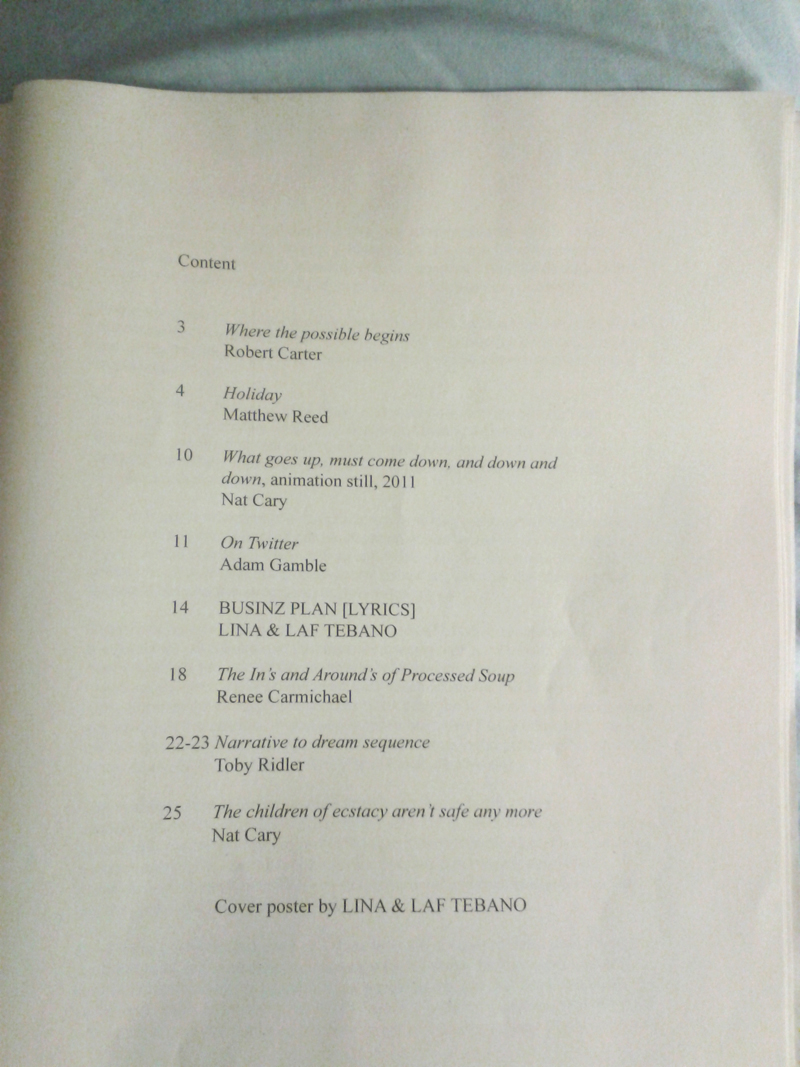 Content
3 Where the possible begins
Robert Carter
4 Holiday
Matthew Reed
10 What goes up, must come down, and down and
down, animation still, 2011
Nat Cary
11 On Twitter
Adam Gamble
14 BUSINZ PLAN [LYRICS]
LINA & LAF TEBANO
18 The In's and Around's of Processed Soup
Renee Carmichael
22-23 Narrative to dream sequence
Toby Ridler
25 The children of ecstacy aren't safe any more
Nat Cary
Cover poster by LINA & LAF TEBANO